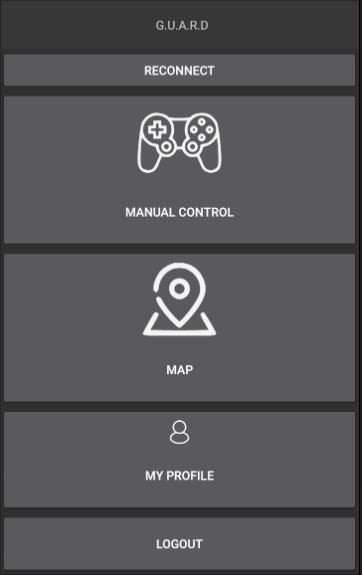 G.U.A.R.D
RECONNECT
MANUAL CONTROL
MAP
MY PROFILE
LOGOUT